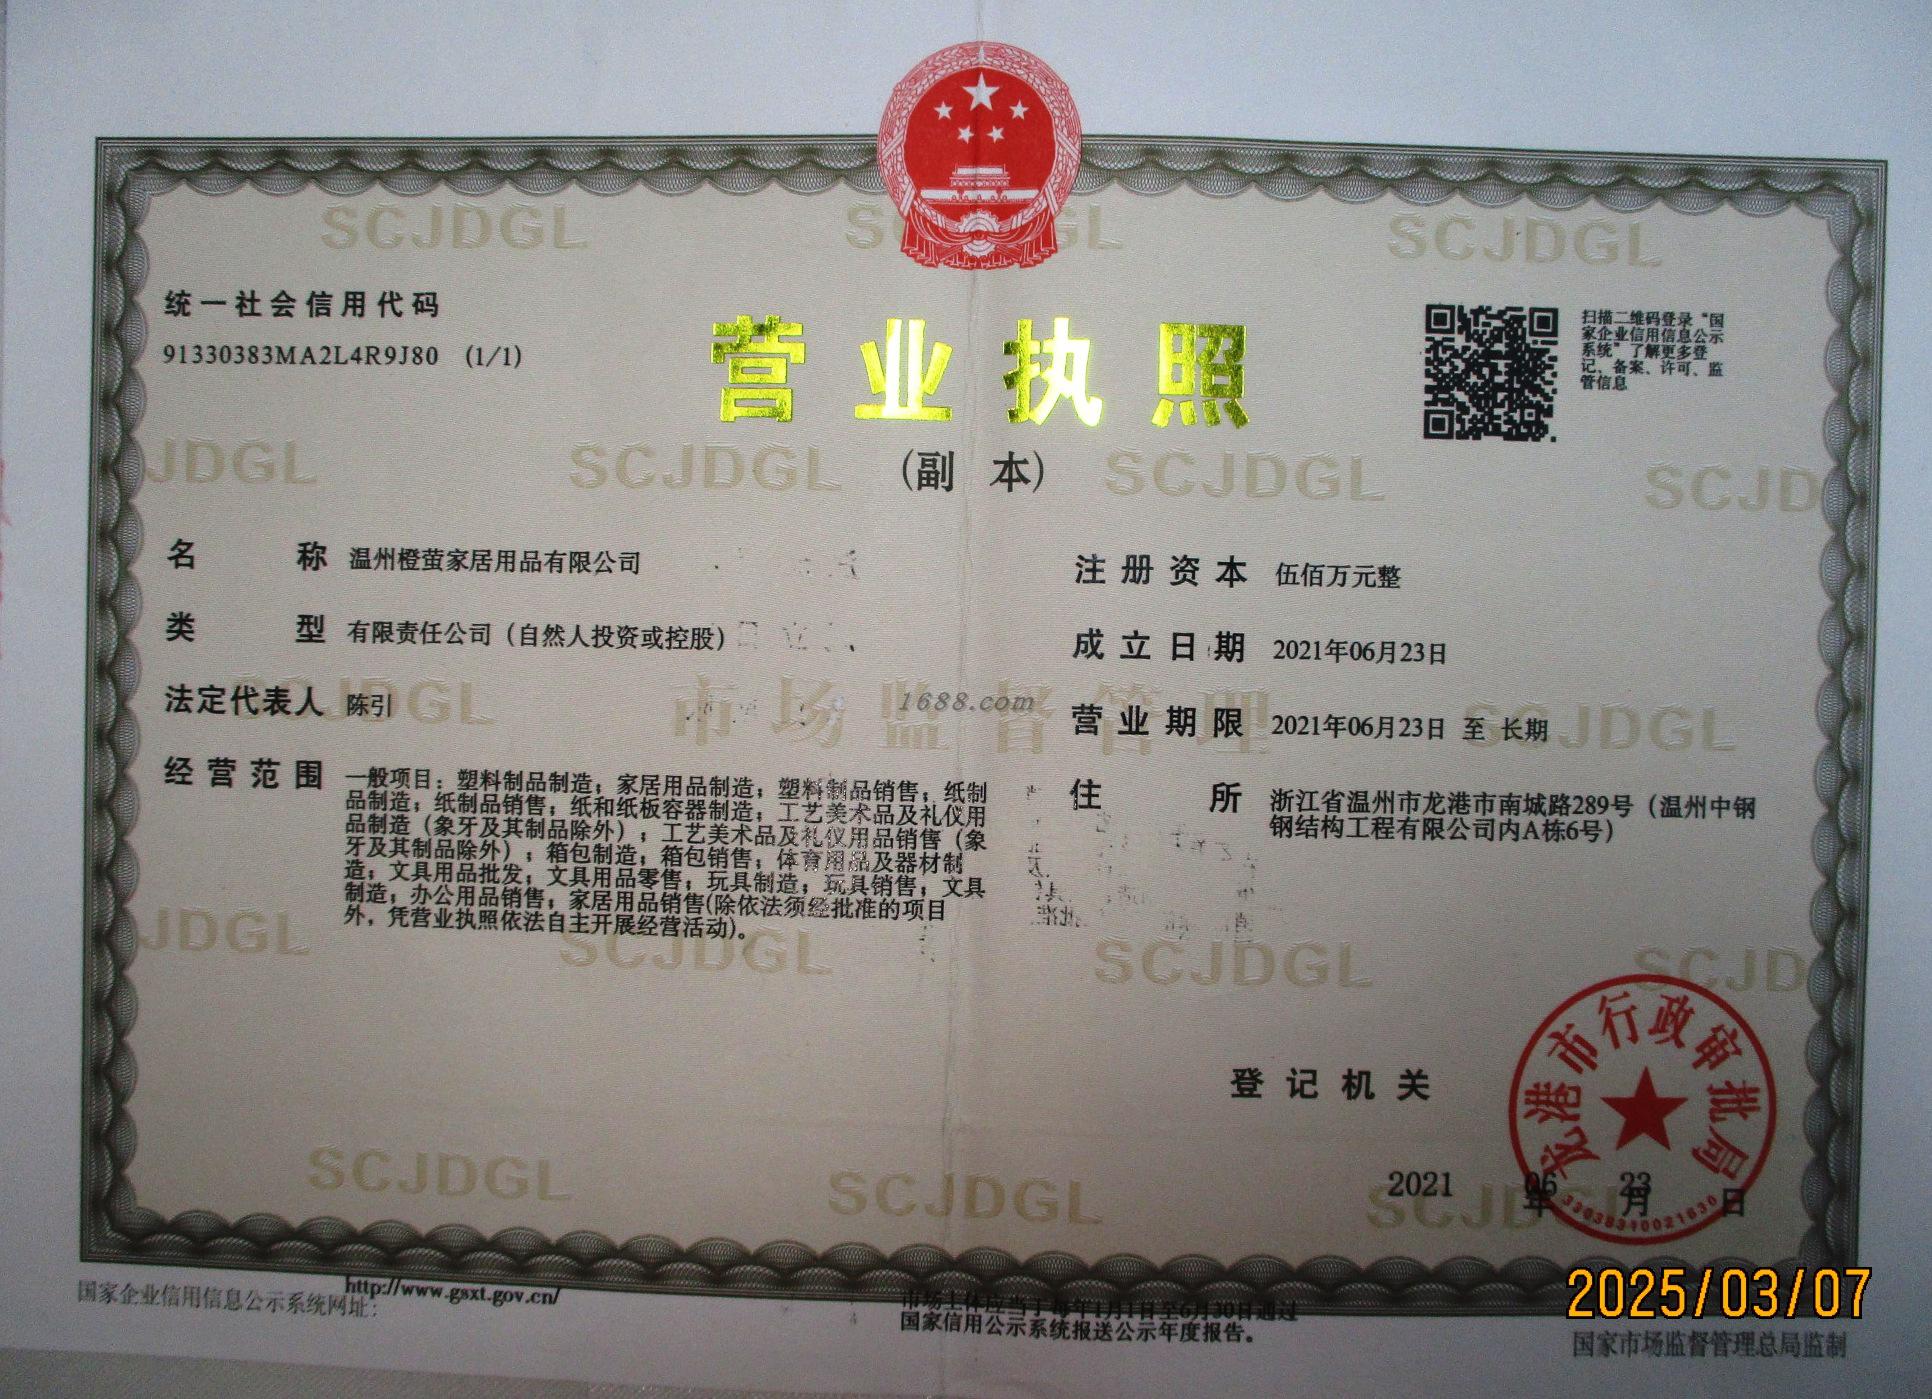 SCJDGL
SCJDGL
统一社会信用代码
91330383MA2L4R9J80 (1/1)
营业执照
(副 本)
扫描二维码登录“国
家企业信用信息公示
系统”了解更多登
记、备案、许可、监
管信息
JDGL
SCJDGL
SCJDGL
SCJD
名 称 温州橙萤家居用品有限公司
类 型 有限责任公司（自然人投资或控股）
法定代表人 陈引
经营范围 一般项目：塑料制品制造；家居用品制造；塑料制品销售；纸制
品制造；纸制品销售；纸和纸板容器制造；工艺美术品及礼仪用
品制造（象牙及其制品除外）；工艺美术品及礼仪用品销售（象
牙及其制品除外）；箱包制造；箱包销售；体育用品及器材制
造；文具用品批发；文具用品零售；玩具制造；玩具销售；文具
制造；办公用品销售；家居用品销售(除依法须经批准的项目
外，凭营业执照依法自主开展经营活动)。
注册资本 伍佰万元整
成立日期 2021年06月23日
营业期限 2021年06月23日 至 长期
住 所 浙江省温州市龙港市南城路289号（温州中钢
钢结构工程有限公司内A栋6号）
市场监督管理
1688.com
SCJDGL
JDGL
SCJDGL
SCJDGL
SCJD
登记机关
龙港市行政审批局
2021 年 06 月 23 日
33038310021630
SCJDGL
SCJDGL
国家企业信用信息公示系统网址：
http://www.gsxt.gov.cn/
市场主体应当于每年1月1日至6月30日通过
国家信用公示系统报送公示年度报告。
2025/03/07
国家市场监督管理总局监制